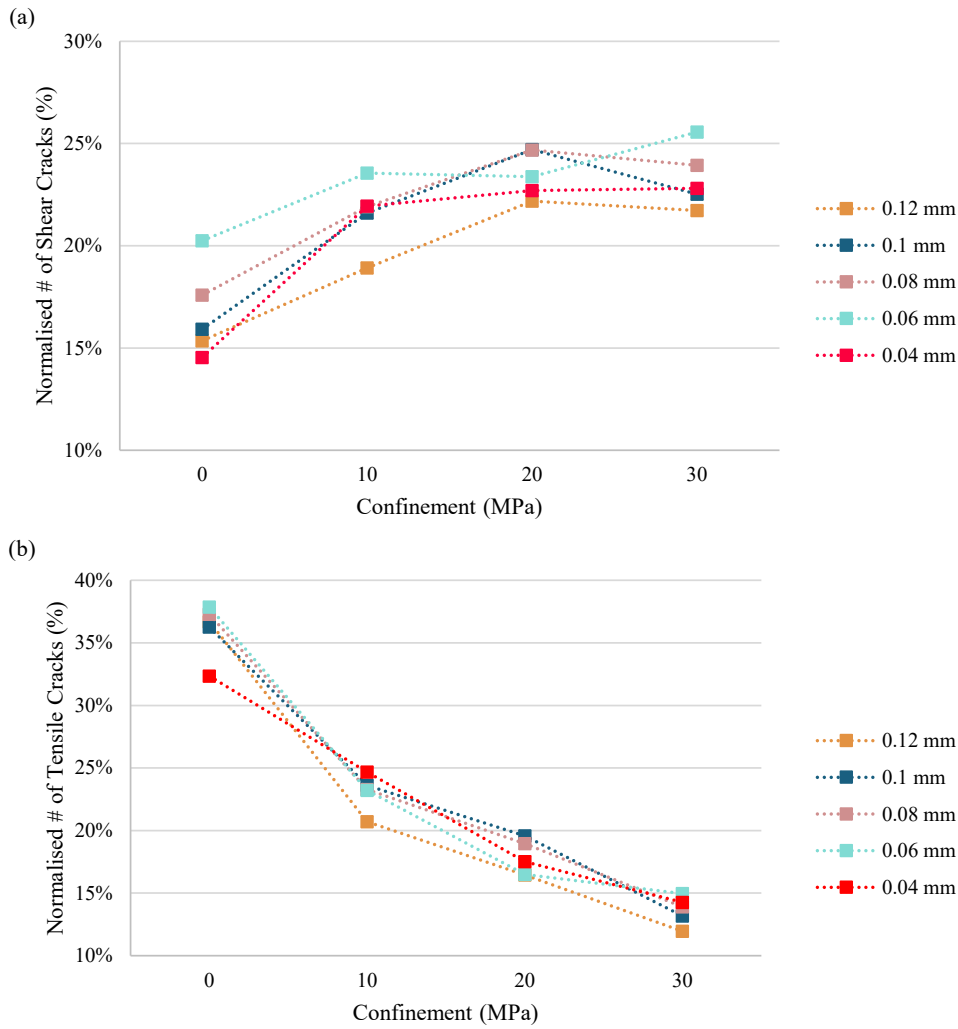 (a)
Normalised # of Shear Cracks (%)
30%
25%
20%
15%
10%
0 10 20 30
Confinement (MPa)
0.12 mm
0.1 mm
0.08 mm
0.06 mm
0.04 mm
(b)
Normalised # of Tensile Cracks (%)
40%
35%
30%
25%
20%
15%
10%
0 10 20 30
Confinement (MPa)
0.12 mm
0.1 mm
0.08 mm
0.06 mm
0.04 mm